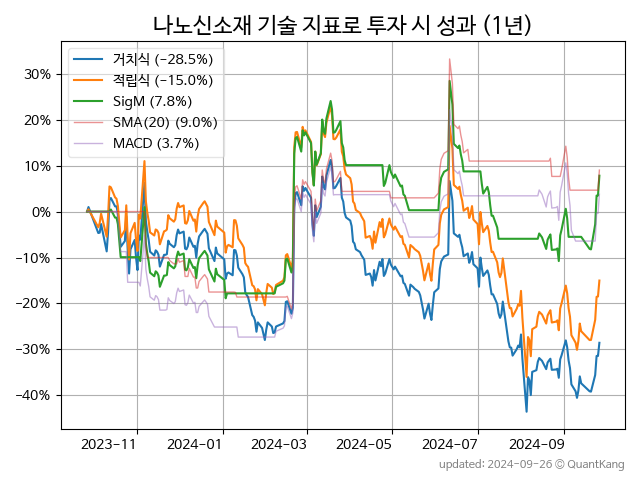 나노신소재 기술 지표로 투자 시 성과 (1년)
거치식 (−28.5%)
적립식 (−15.0%)
SigM (7.8%)
SMA(20) (9.0%)
MACD (3.7%)
30%
20%
10%
0%
−10%
−20%
−30%
−40%
2023−11
2024−01
2024−03
2024−05
2024−07
2024−09
updated: 2024−09−26 ⓒ QuantKang